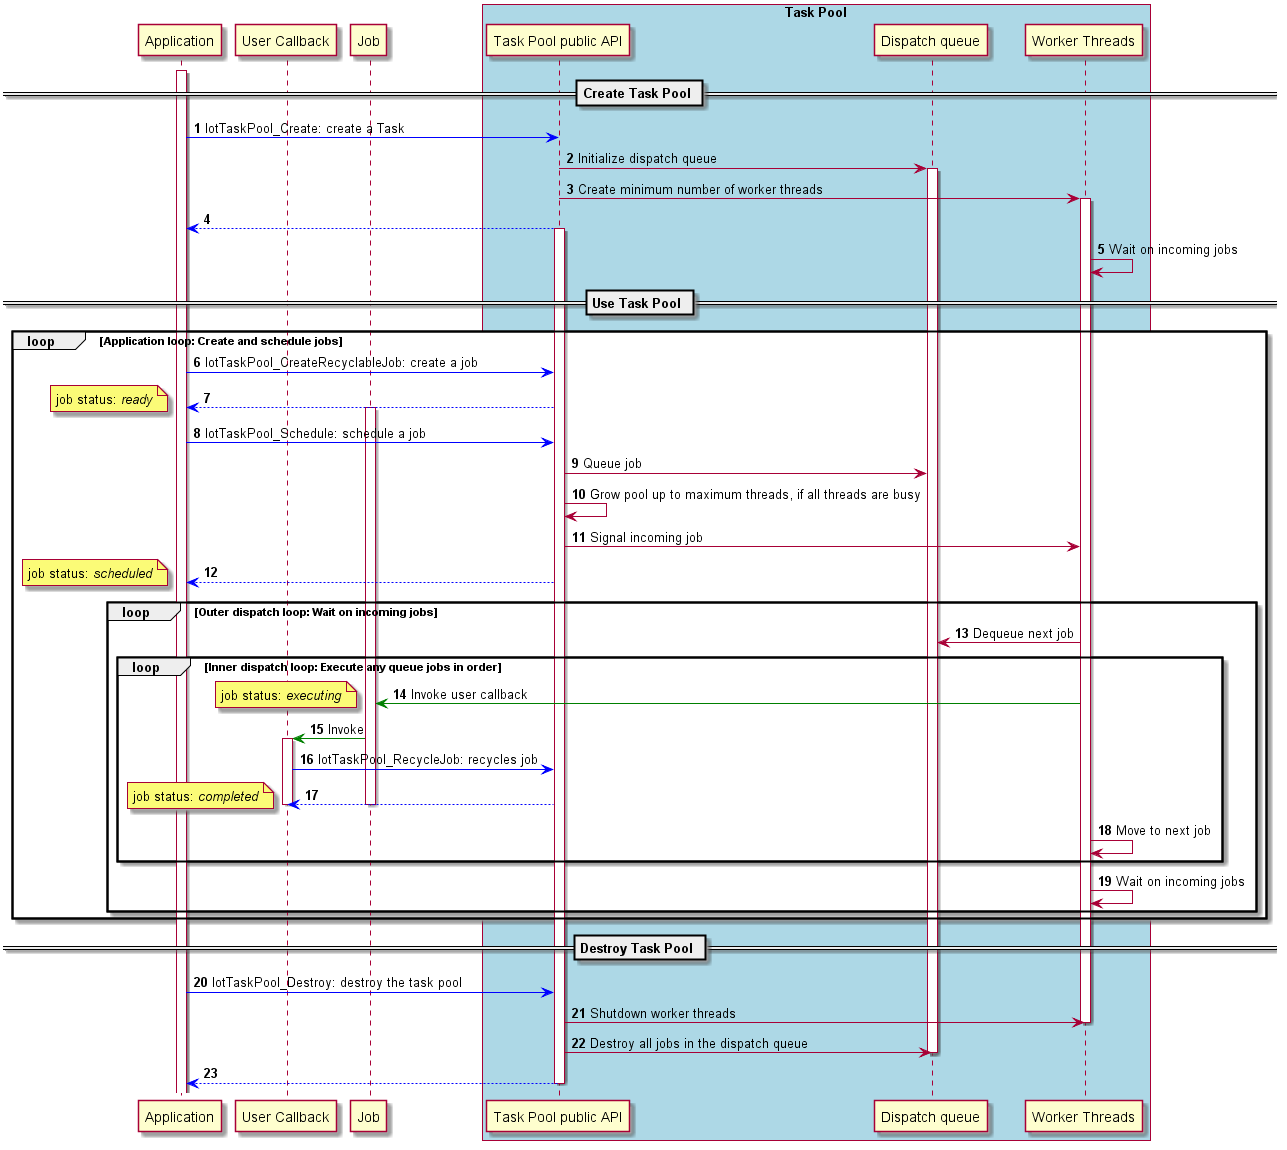 Task Pool
Application
User Callback
Job
Task Pool public API
Dispatch queue
Worker Threads
Create Task Pool
1 IotTaskPool_Create: create a Task
2 Initialize dispatch queue
3 Create minimum number of worker threads
4
5 Wait on incoming jobs
Use Task Pool
loop [Application loop: Create and schedule jobs]
6 IotTaskPool_CreateRecyclableJob: create a job
job status: ready
7
8 IotTaskPool_Schedule: schedule a job
9 Queue job
10 Grow pool up to maximum threads, if all threads are busy
11 Signal incoming job
job status: scheduled
12
loop [Outer dispatch loop: Wait on incoming jobs]
13 Dequeue next job
loop [Inner dispatch loop: Execute any queue jobs in order]
job status: executing
14 Invoke user callback
15 Invoke
16 IotTaskPool_RecycleJob: recycles job
job status: completed
17
18 Move to next job
19 Wait on incoming jobs
Destroy Task Pool
20 IotTaskPool_Destroy: destroy the task pool
21 Shutdown worker threads
22 Destroy all jobs in the dispatch queue
23
Application
User Callback
Job
Task Pool public API
Dispatch queue
Worker Threads